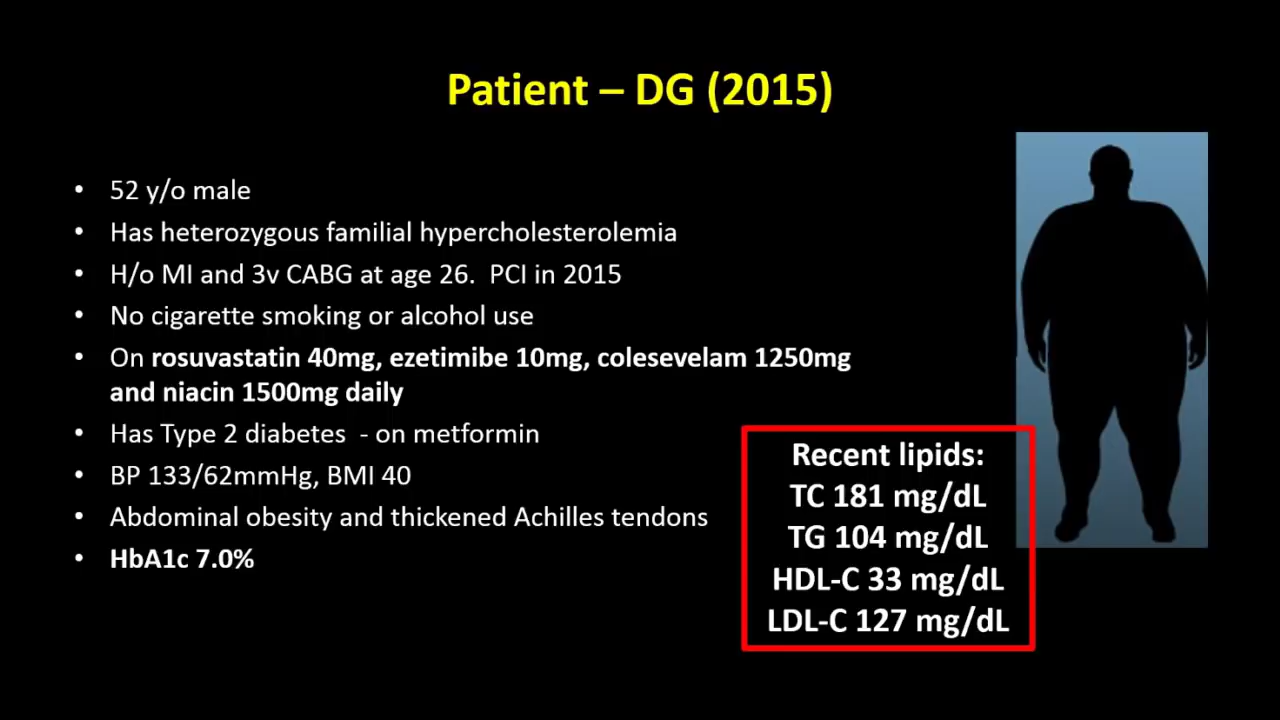 Patient – DG (2015)
• 52 y/o male
• Has heterozygous familial hypercholesterolemia
• H/o MI and 3v CABG at age 26.  PCI in 2015
• No cigarette smoking or alcohol use
• On rosuvastatin 40mg, ezetimibe 10mg, colesevelam 1250mg
and niacin 1500mg daily
• Has Type 2 diabetes  - on metformin
• BP 133/62mmHg, BMI 40
• Abdominal obesity and thickened Achilles tendons
• HbA1c 7.0%
Recent lipids:
TC 181 mg/dL
TG 104 mg/dL
HDL-C 33 mg/dL
LDL-C 127 mg/dL